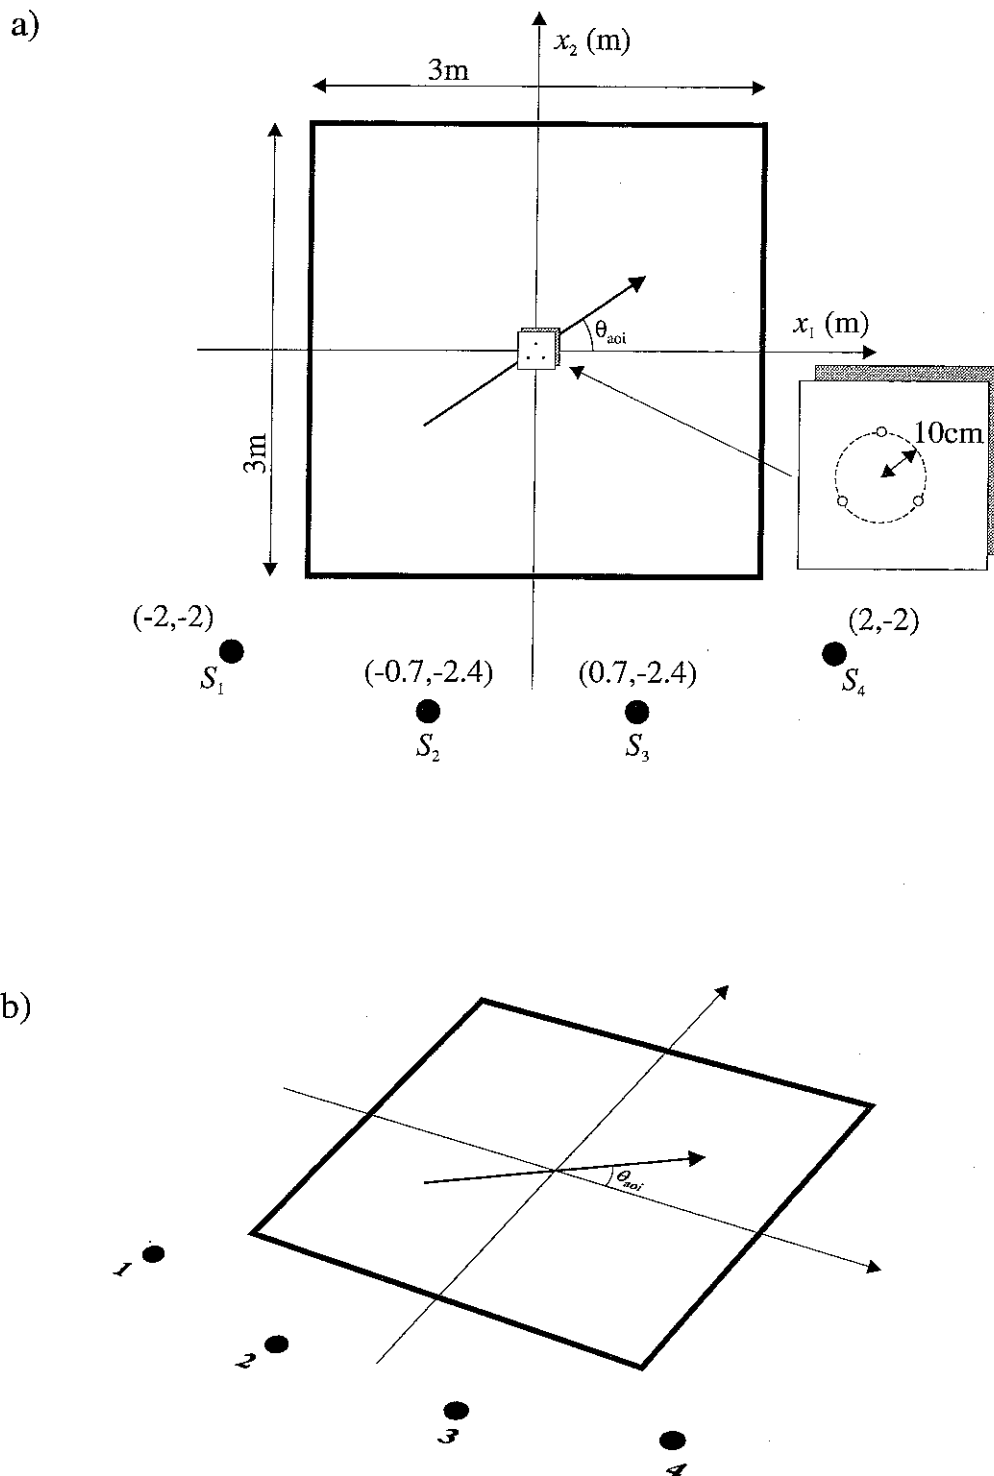 a)
x₂ (m)
3m
θaoi
x₁ (m)
10cm
3m
(-2,-2)
S₁
(-0.7,-2.4)
S₂
(0.7,-2.4)
S₃
(2,-2)
S₄
b)
θaoi
1
2
3
4